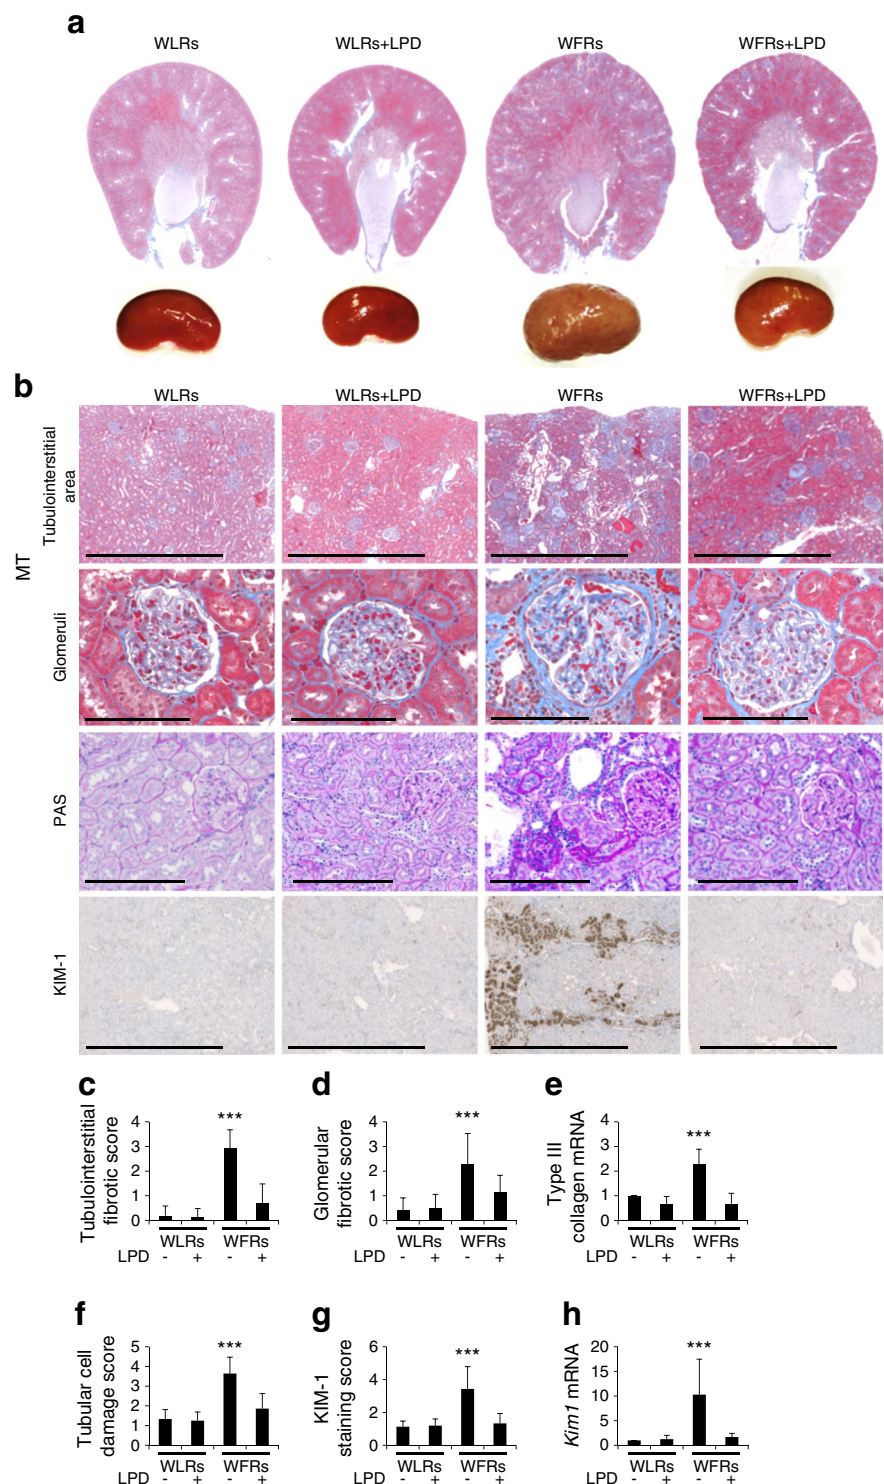 a
WLRs WLRs+LPD WFRs WFRs+LPD
b
WLRs WLRs+LPD WFRs WFRs+LPD
MT
Tubulointerstitial
area
Glomeruli
PAS
KIM-1
c
Tubulointerstitial
fibrotic score
4
3
2
1
0
***
WLRs WFRs
LPD - + - +
d
Glomerular
fibrotic score
4
3
2
1
0
***
WLRs WFRs
- + - +
e
Type III
collagen mRNA
4
3
2
1
0
***
WLRs WFRs
LPD - + - +
f
Tubular cell
damage score
5
4
3
2
1
0
***
WLRs WFRs
LPD - + - +
g
KIM-1
staining score
6
4
2
0
***
WLRs WFRs
- + - +
h
Kim1 mRNA
20
15
10
5
0
***
WLRs WFRs
LPD - + - +